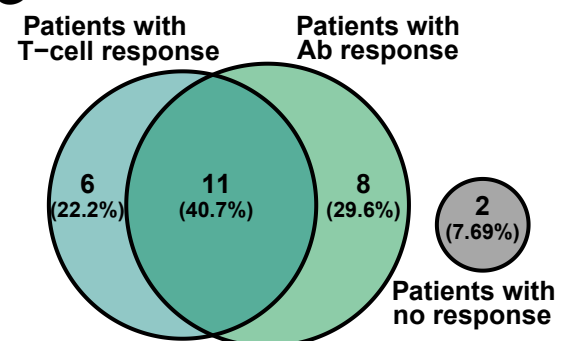 Patients with
T−cell response
Patients with
Ab response
6
(22.2%)
11
(40.7%)
8
(29.6%)
2
(7.69%)
Patients with
no response